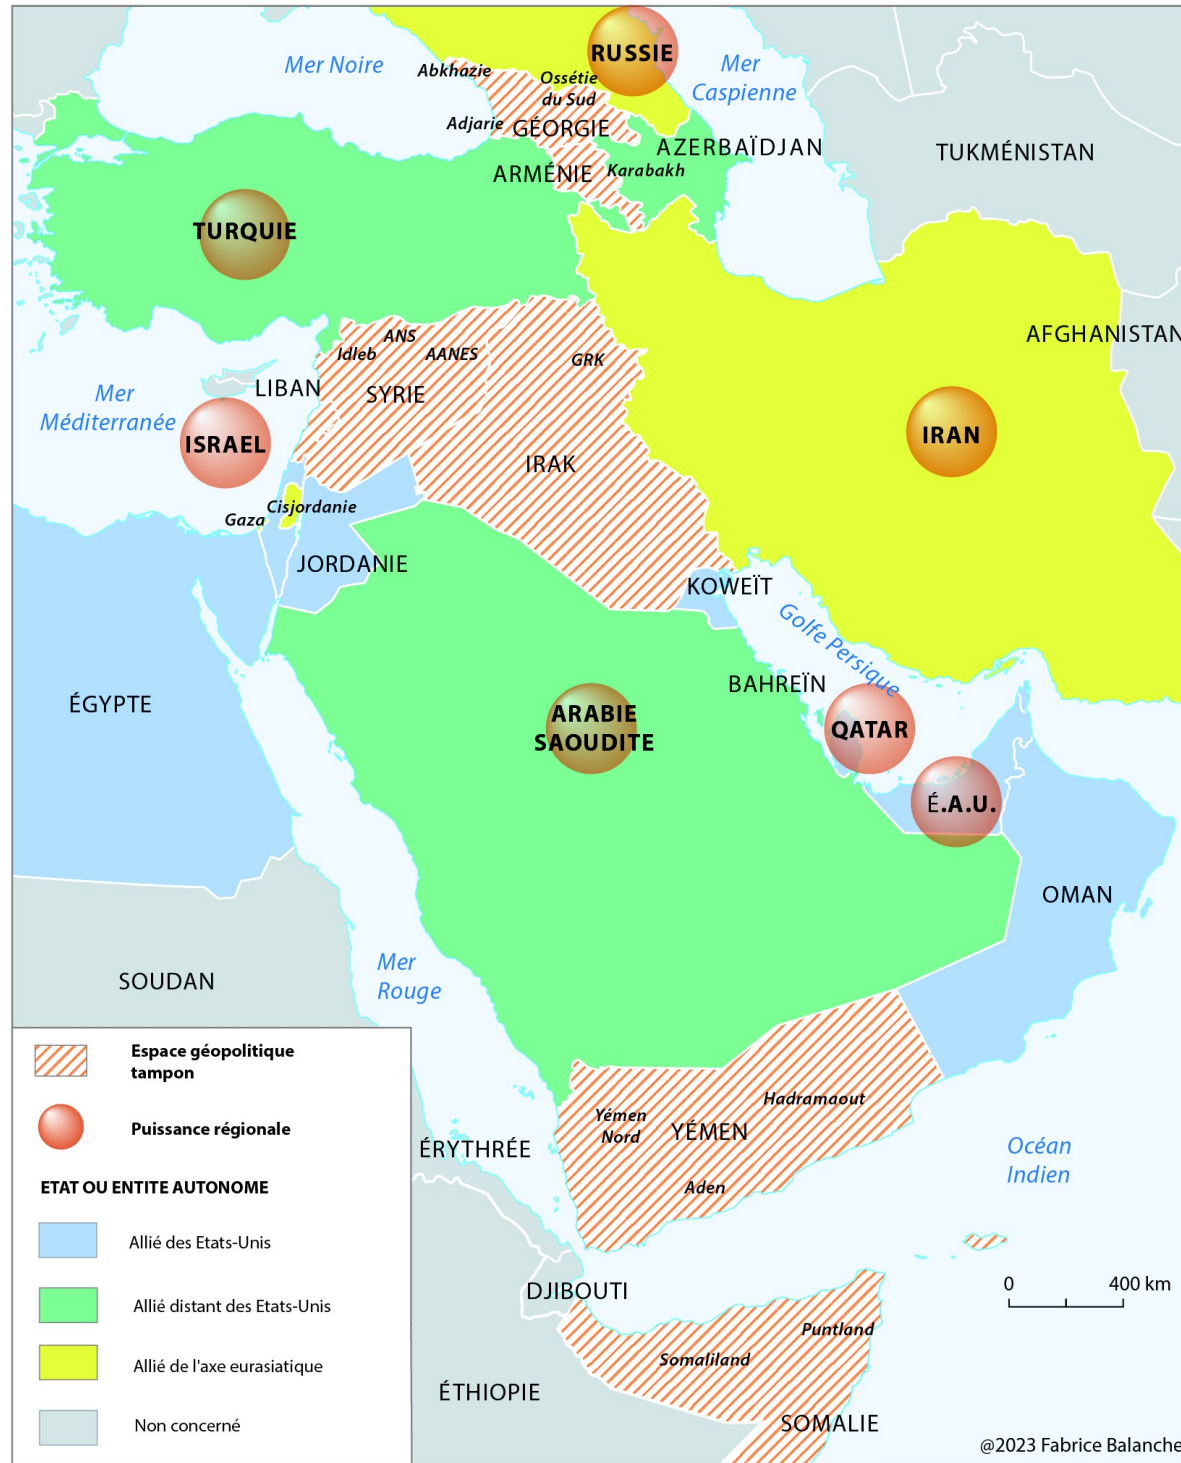 RUSSIE
Mer Noire
Mer
Caspienne
Abkhazie
Ossétie
du Sud
Adjarie
GÉORGIE
AZERBAÏDJAN
TUKMÉNISTAN
ARMÉNIE
Karabakh
TURQUIE
AFGHANISTAN
ANS
Idleb
AANES
GRK
LIBAN
SYRIE
Mer
Méditerranée
ISRAEL
IRAN
IRAK
Cisjordanie
Gaza
JORDANIE
KOWEÏT
Golfe Persique
BAHREÏN
ÉGYPTE
ARABIE
SAOUDITE
QATAR
É.A.U.
OMAN
Mer
Rouge
SOUDAN
Hadramaout
Yémen
Nord
YÉMEN
Aden
ÉRYTHRÉE
Océan
Indien
DJIBOUTI
0 400 km
Puntland
Somaliland
ÉTHIOPIE
SOMALIE
Espace géopolitique
tampon
Puissance régionale
ETAT OU ENTITE AUTONOME
Allié des Etats-Unis
Allié distant des Etats-Unis
Allié de l'axe eurasiatique
Non concerné
@2023 Fabrice Balanche